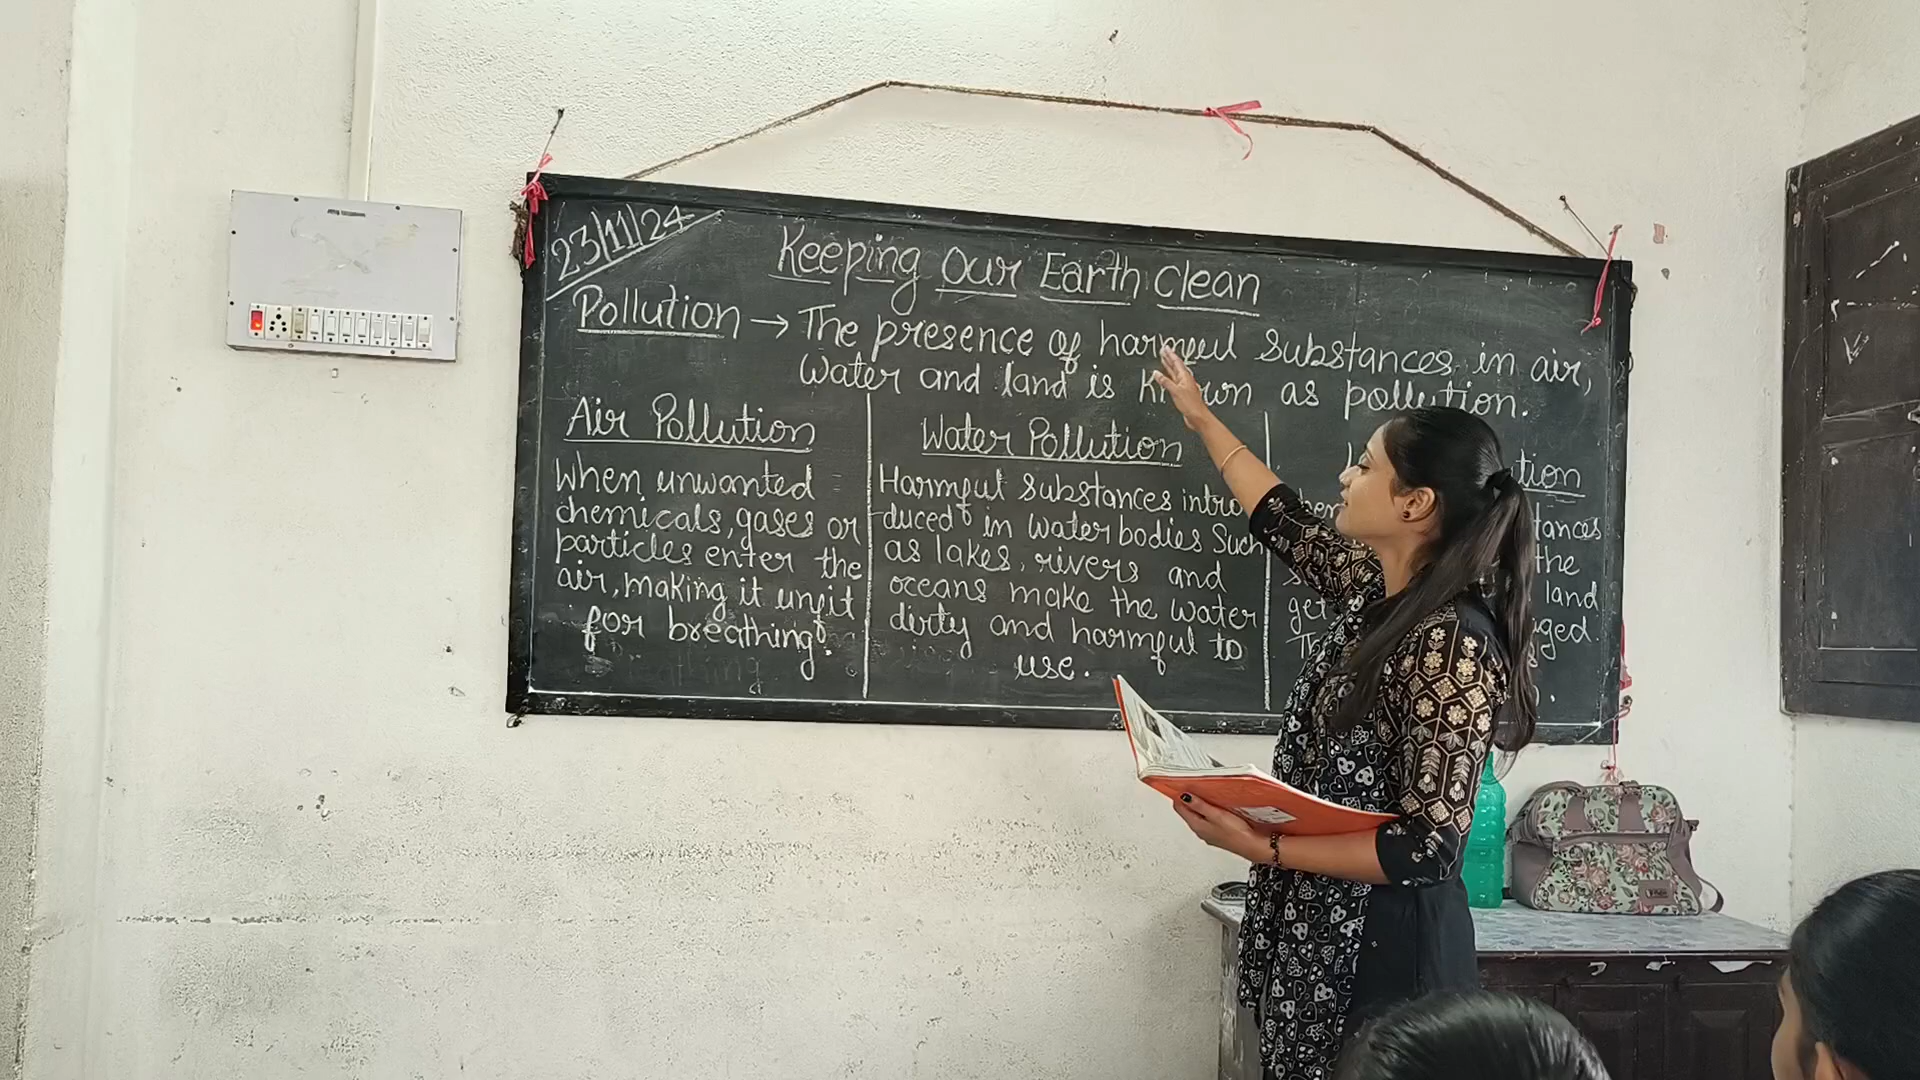 23/11/24
Keeping Our Earth Clean
Pollution → The presence of harmful substances in air,
Water and land is known as pollution.
Air Pollution
When unwanted
chemicals, gases or
particles enter the
air, making it unfit
for breathing.
Water Pollution
Harmful substances intro
-duced in water bodies such
as lakes, rivers and
oceans make the water
dirty and harmful to
use.
the
get land